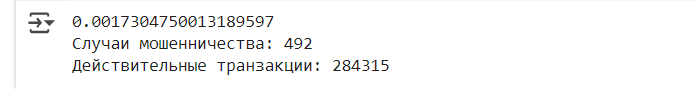 0.0017304750013189597
Случаи мошенничества: 492
Действительные транзакции: 284315